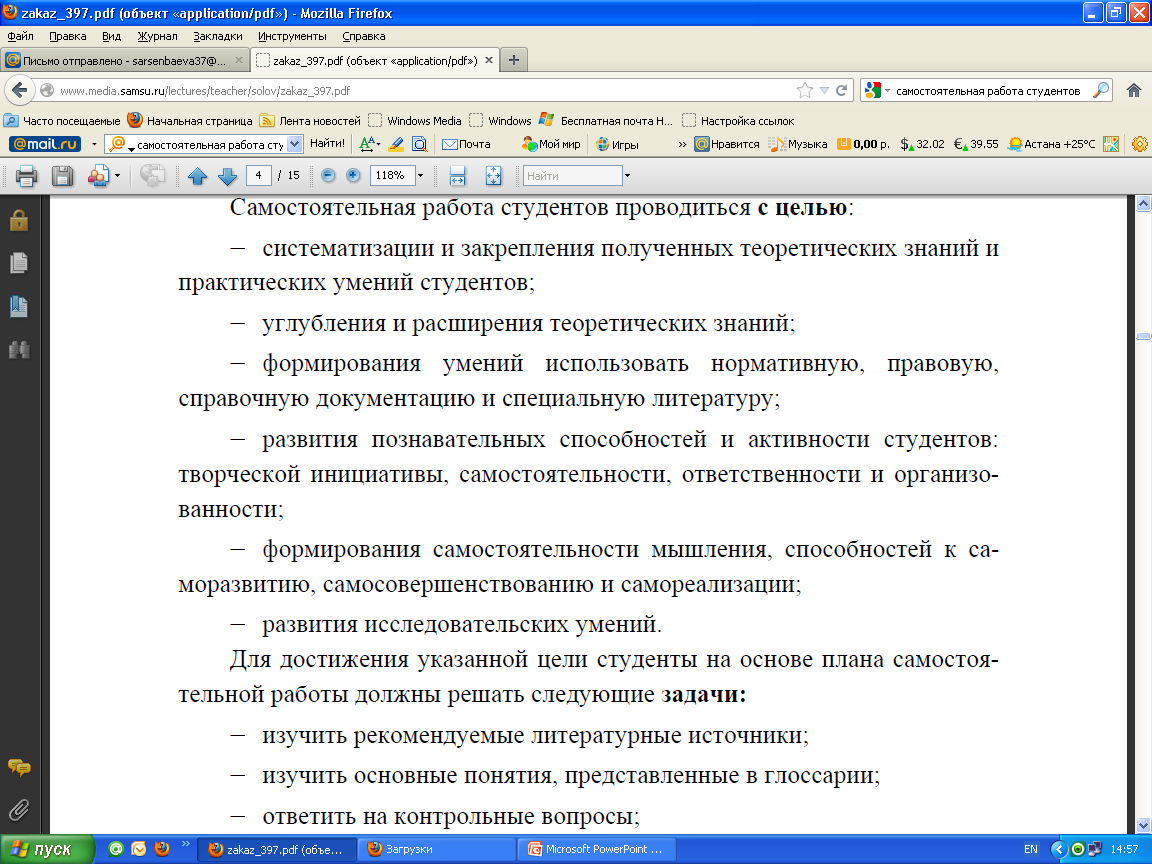 zakaz_397.pdf (объект «application/pdf») - Mozilla Firefox
Файл Правка Вид Журнал Закладки Инструменты Справка
Письмо отправлено - sarsenbaeva37@... zakaz_397.pdf (объект «application/pdf»)
www.media.samsu.ru/lectures/teacher/solov/zakaz_397.pdf самостоятельная работа студентов
Часто посещаемые Начальная страница Лента новостей Windows Media Windows Бесплатная почта H... Настройка ссылок
@mail.ru самостоятельная работа сту Найти! Почта Мой мир Игры » Нравится Музыка 0,00 р. $ 32.02 € 39.55 Астана +25°C
4 / 15 118% Найти
Самостоятельная работа студентов проводиться с целью:
– систематизации и закрепления полученных теоретических знаний и
практических умений студентов;
– углубления и расширения теоретических знаний;
– формирования умений использовать нормативную, правовую,
справочную документацию и специальную литературу;
– развития познавательных способностей и активности студентов:
творческой инициативы, самостоятельности, ответственности и организо-
ванности;
– формирования самостоятельности мышления, способностей к са-
моразвитию, самосовершенствованию и самореализации;
– развития исследовательских умений.
Для достижения указанной цели студенты на основе плана самостоя-
тельной работы должны решать следующие задачи:
– изучить рекомендуемые литературные источники;
– изучить основные понятия, представленные в глоссарии;
– ответить на контрольные вопросы;
пуск » zakaz_397.pdf (объе... Загрузки Microsoft PowerPoint ... EN 14:57